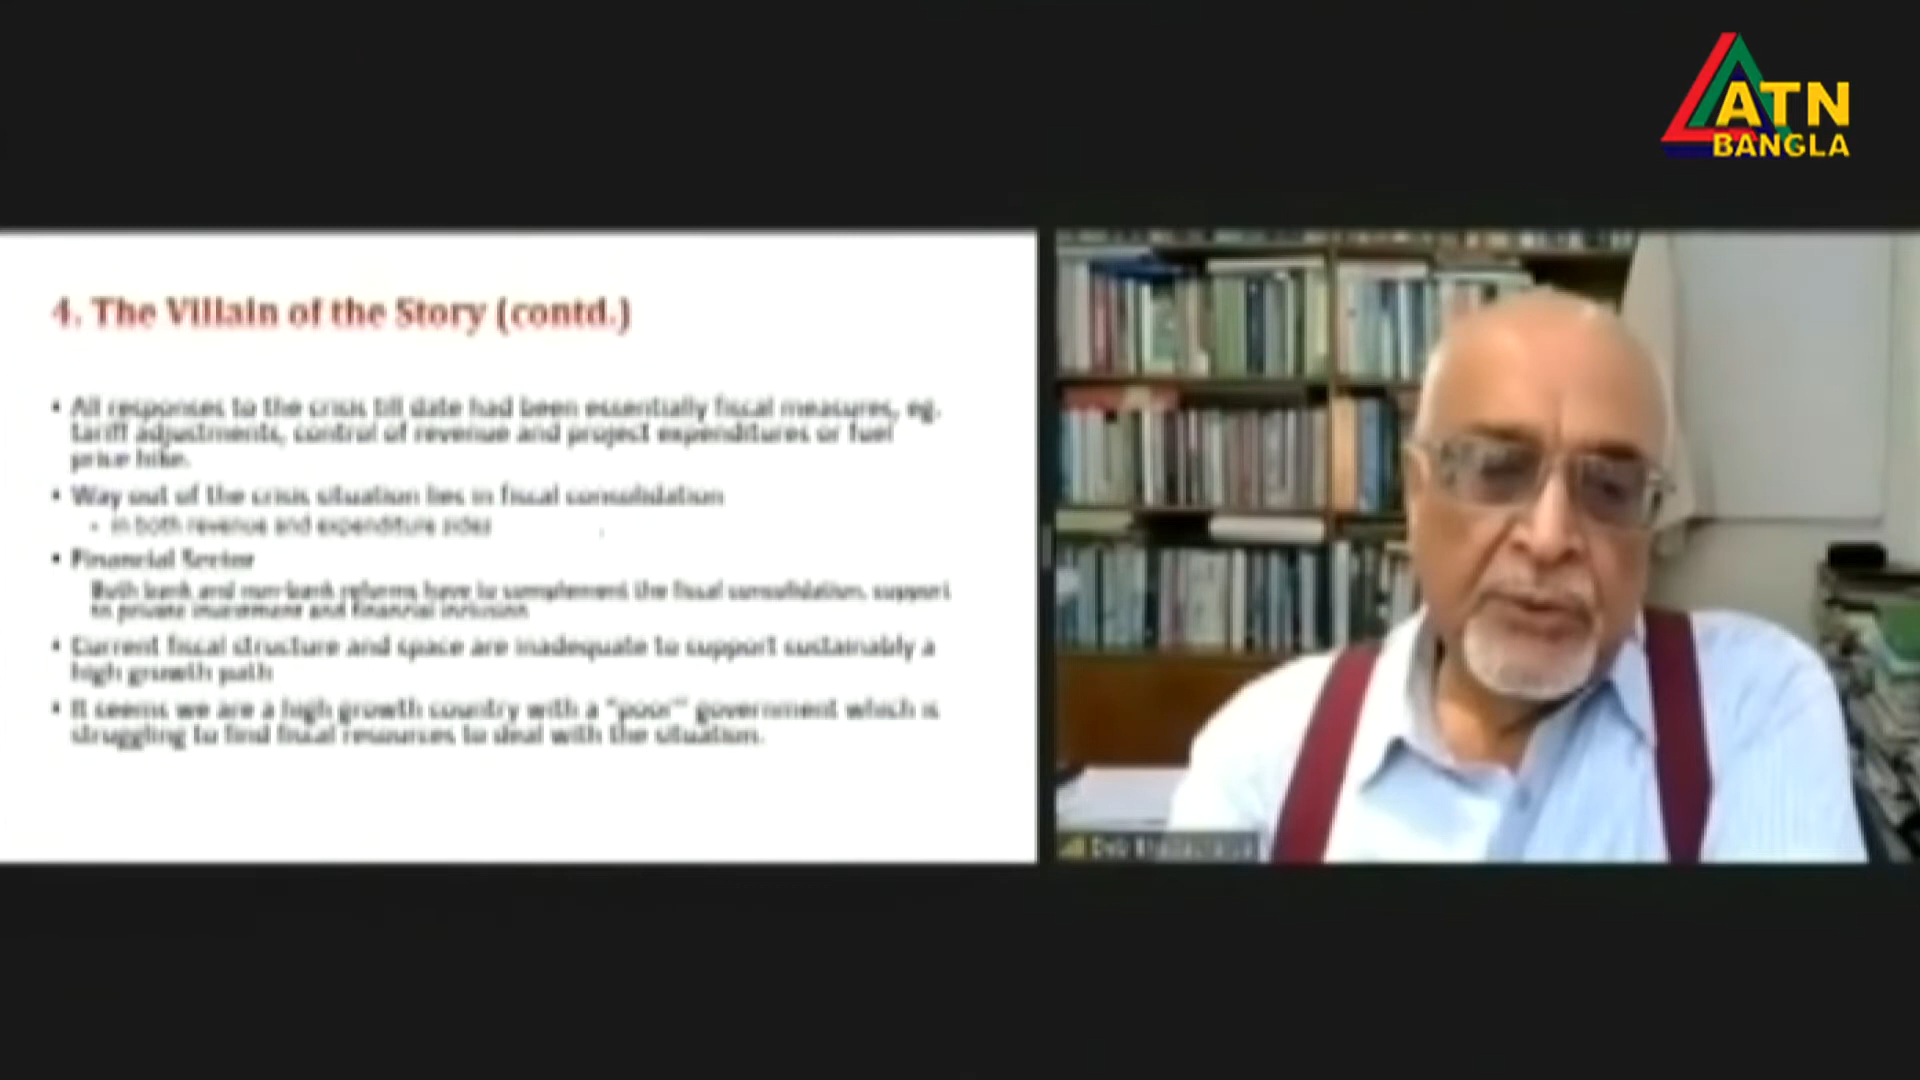 ATN
BANGLA
4. The Villain of the Story (contd.)
• All responses to the crisis till date had been essentially fiscal measures, eg.
tariff adjustments, control of revenue and project expenditures or fuel
price hike.
• Way out of the crisis situation lies in fiscal consolidation
- in both revenue and expenditure sides
• Financial Sector
Both bank and non-bank reforms have to complement the fiscal consolidation, support
to private investment and financial inclusion
• Current fiscal structure and space are inadequate to support sustainably a
high growth path
• It seems we are a high growth country with a "poor" government which is
struggling to find fiscal resources to deal with the situation.
Deb